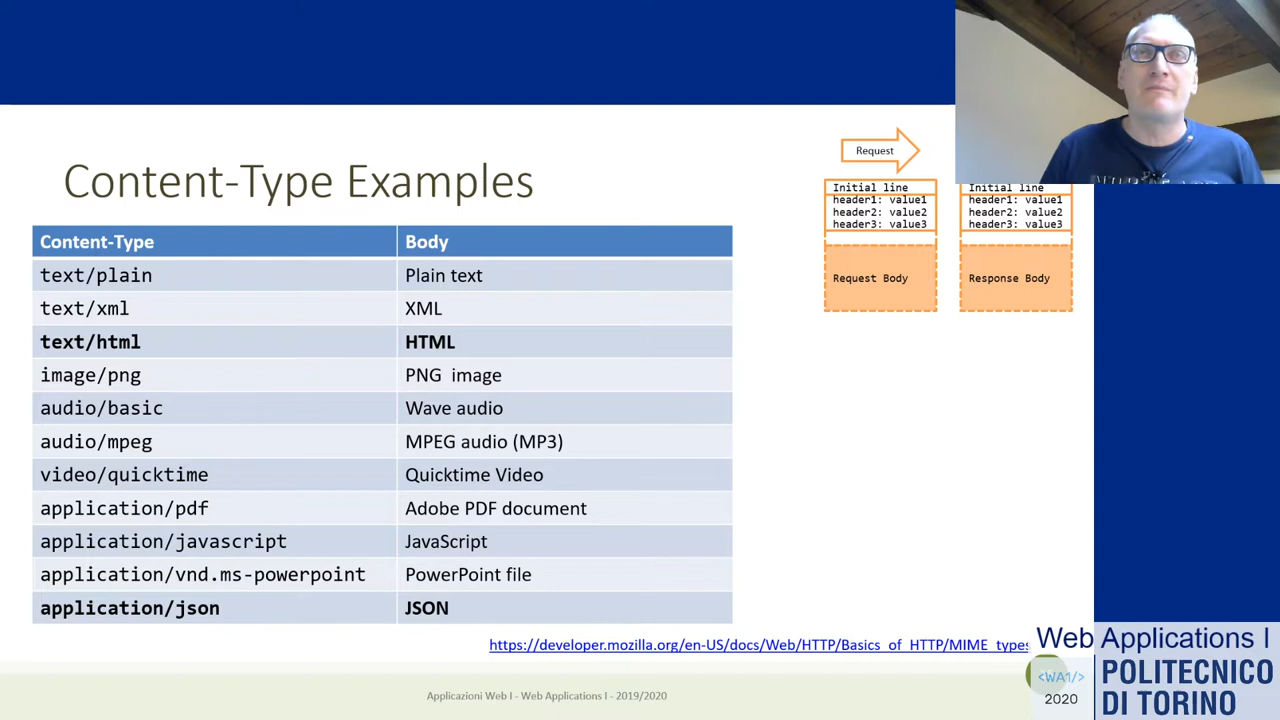 Content-Type Examples
Content-Type Body
text/plain Plain text
text/xml XML
text/html HTML
image/png PNG image
audio/basic Wave audio
audio/mpeg MPEG audio (MP3)
video/quicktime Quicktime Video
application/pdf Adobe PDF document
application/javascript JavaScript
application/vnd.ms-powerpoint PowerPoint file
application/json JSON
Request
Initial line
header1: value1
header2: value2
header3: value3
Request Body
Initial line
header1: value1
header2: value2
header3: value3
Response Body
https://developer.mozilla.org/en-US/docs/Web/HTTP/Basics_of_HTTP/MIME_types
Applicazioni Web I - Web Applications I - 2019/2020
Web Applications I
<WA1/>
2020
POLITECNICO
DI TORINO